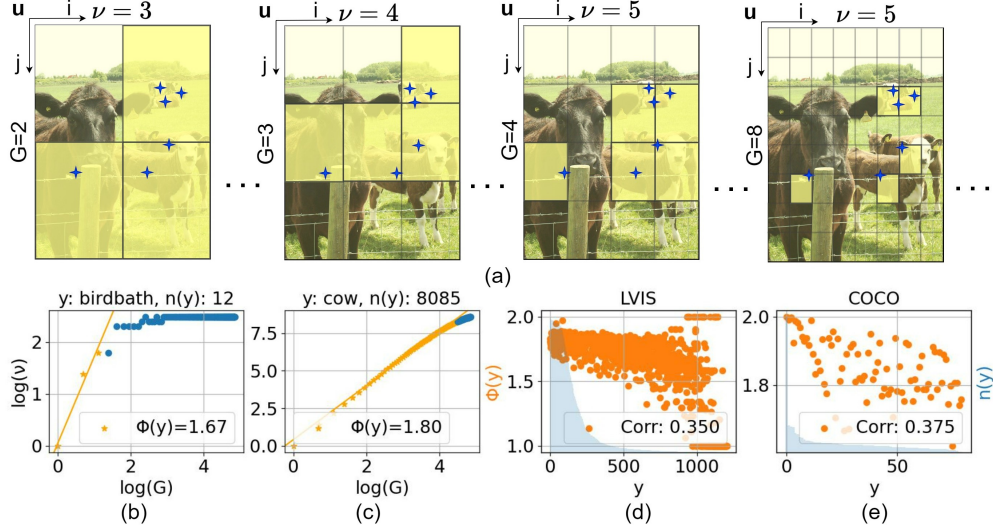 u i ν = 3
j
G=2
...
u i ν = 4
j
G=3
...
u i ν = 5
j
G=4
...
u i ν = 5
j
G=8
...
(a)
y: birdbath, n(y): 12
log(ν)
2
1
0
Φ(y)=1.67
0 2 4
log(G)
(b)
y: cow, n(y): 8085
7.5
5.0
2.5
0.0
Φ(y)=1.80
0 2 4
log(G)
(c)
LVIS
Φ(y)
2.0
1.5
1.0
Corr: 0.350
0 500 1000
y
(d)
COCO
2.0
1.8
n(y)
Corr: 0.375
0 50
y
(e)